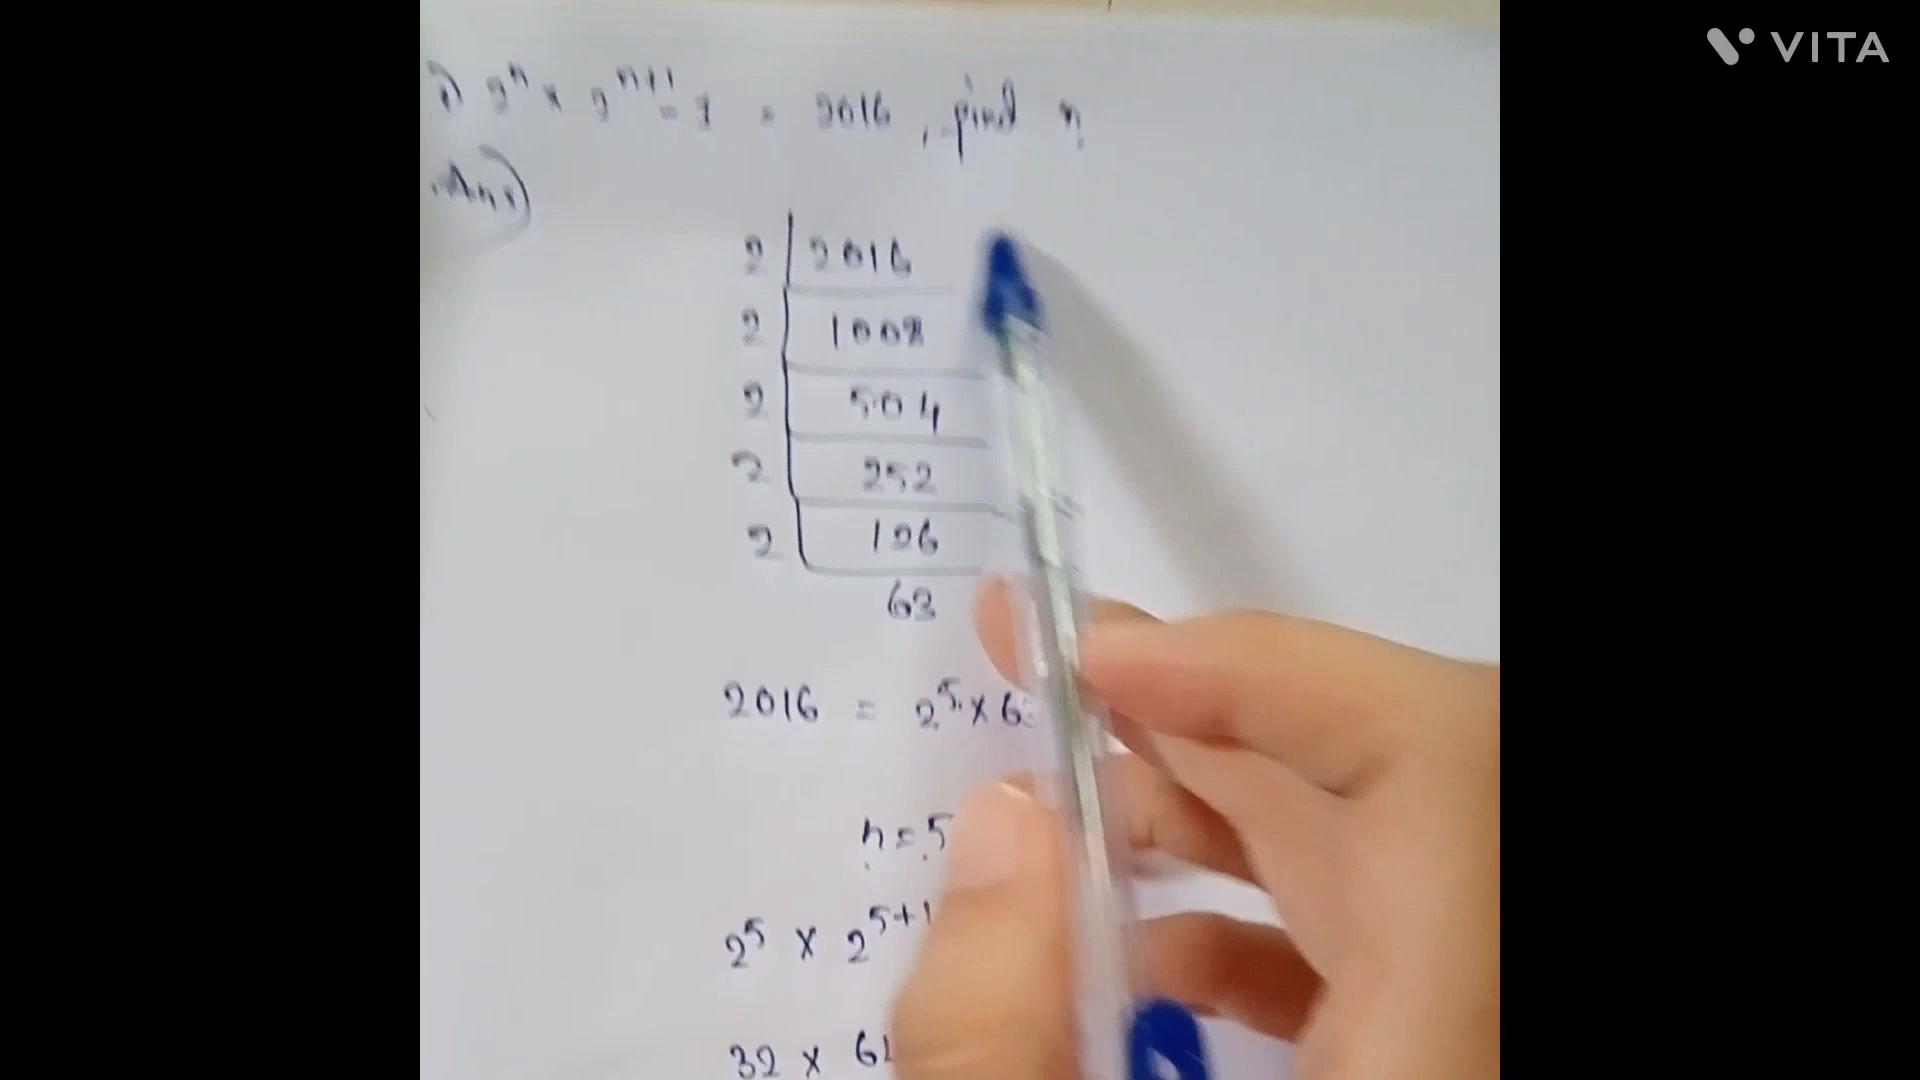 VITA
2ⁿ × 2ⁿ⁺¹ - 1 = 2016, find n
Ans)
2 | 2016
2 | 1008
2 | 504
2 | 252
2 | 126
63
2016 = 2⁵ × 6
n = 5
2⁵ × 2⁵⁺¹
32 × 6